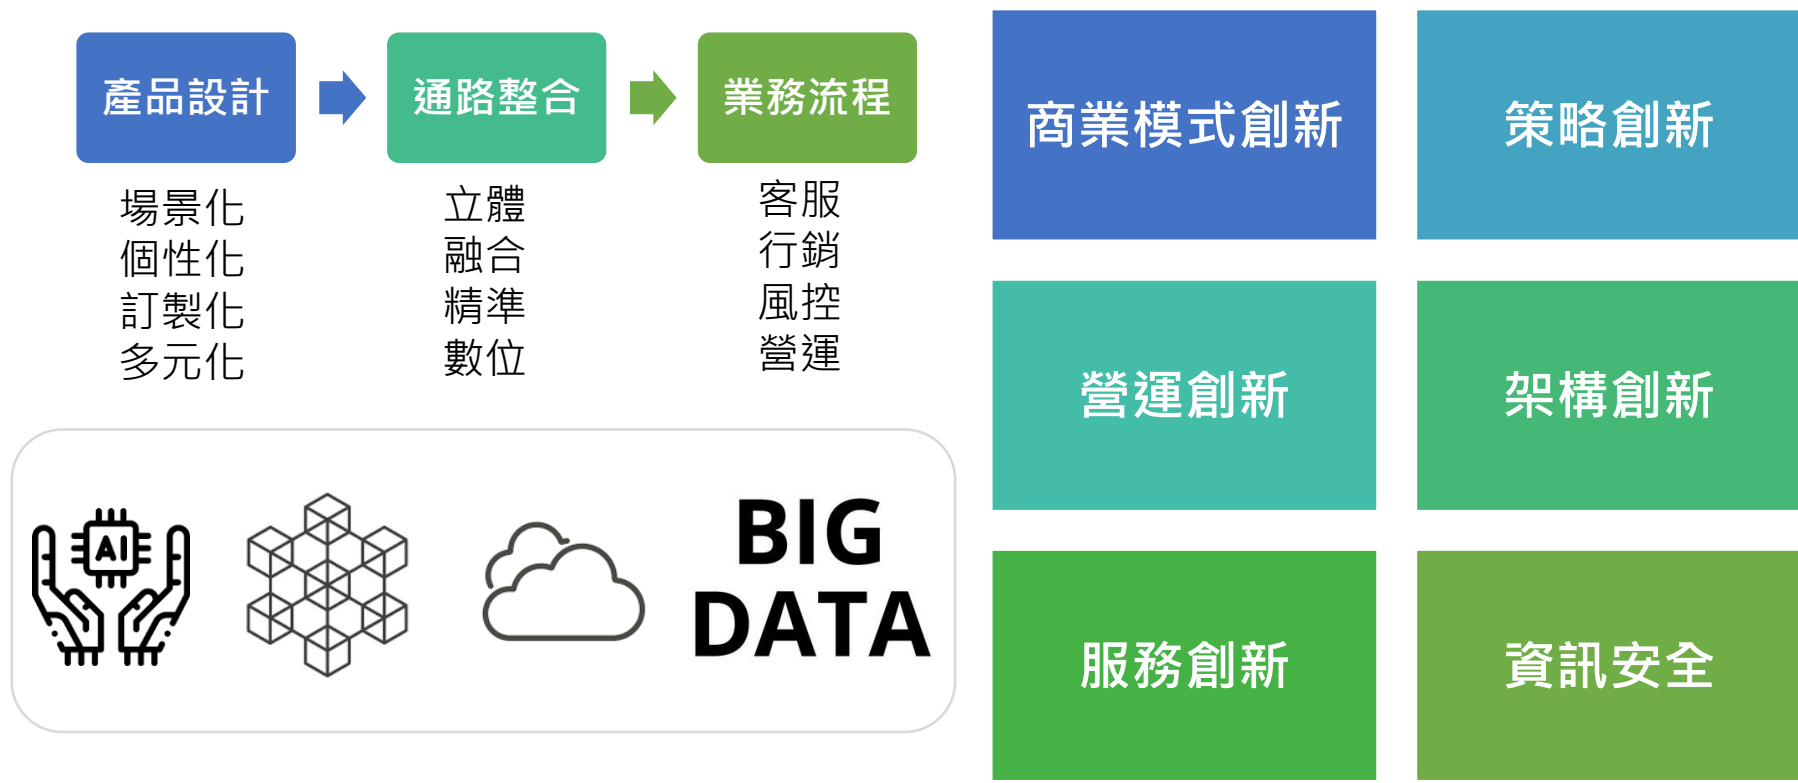 產品設計
通路整合
業務流程
場景化
個性化
訂製化
多元化
立體
融合
精準
數位
客服
行銷
風控
營運
AI
BIG
DATA
商業模式創新
策略創新
營運創新
架構創新
服務創新
資訊安全